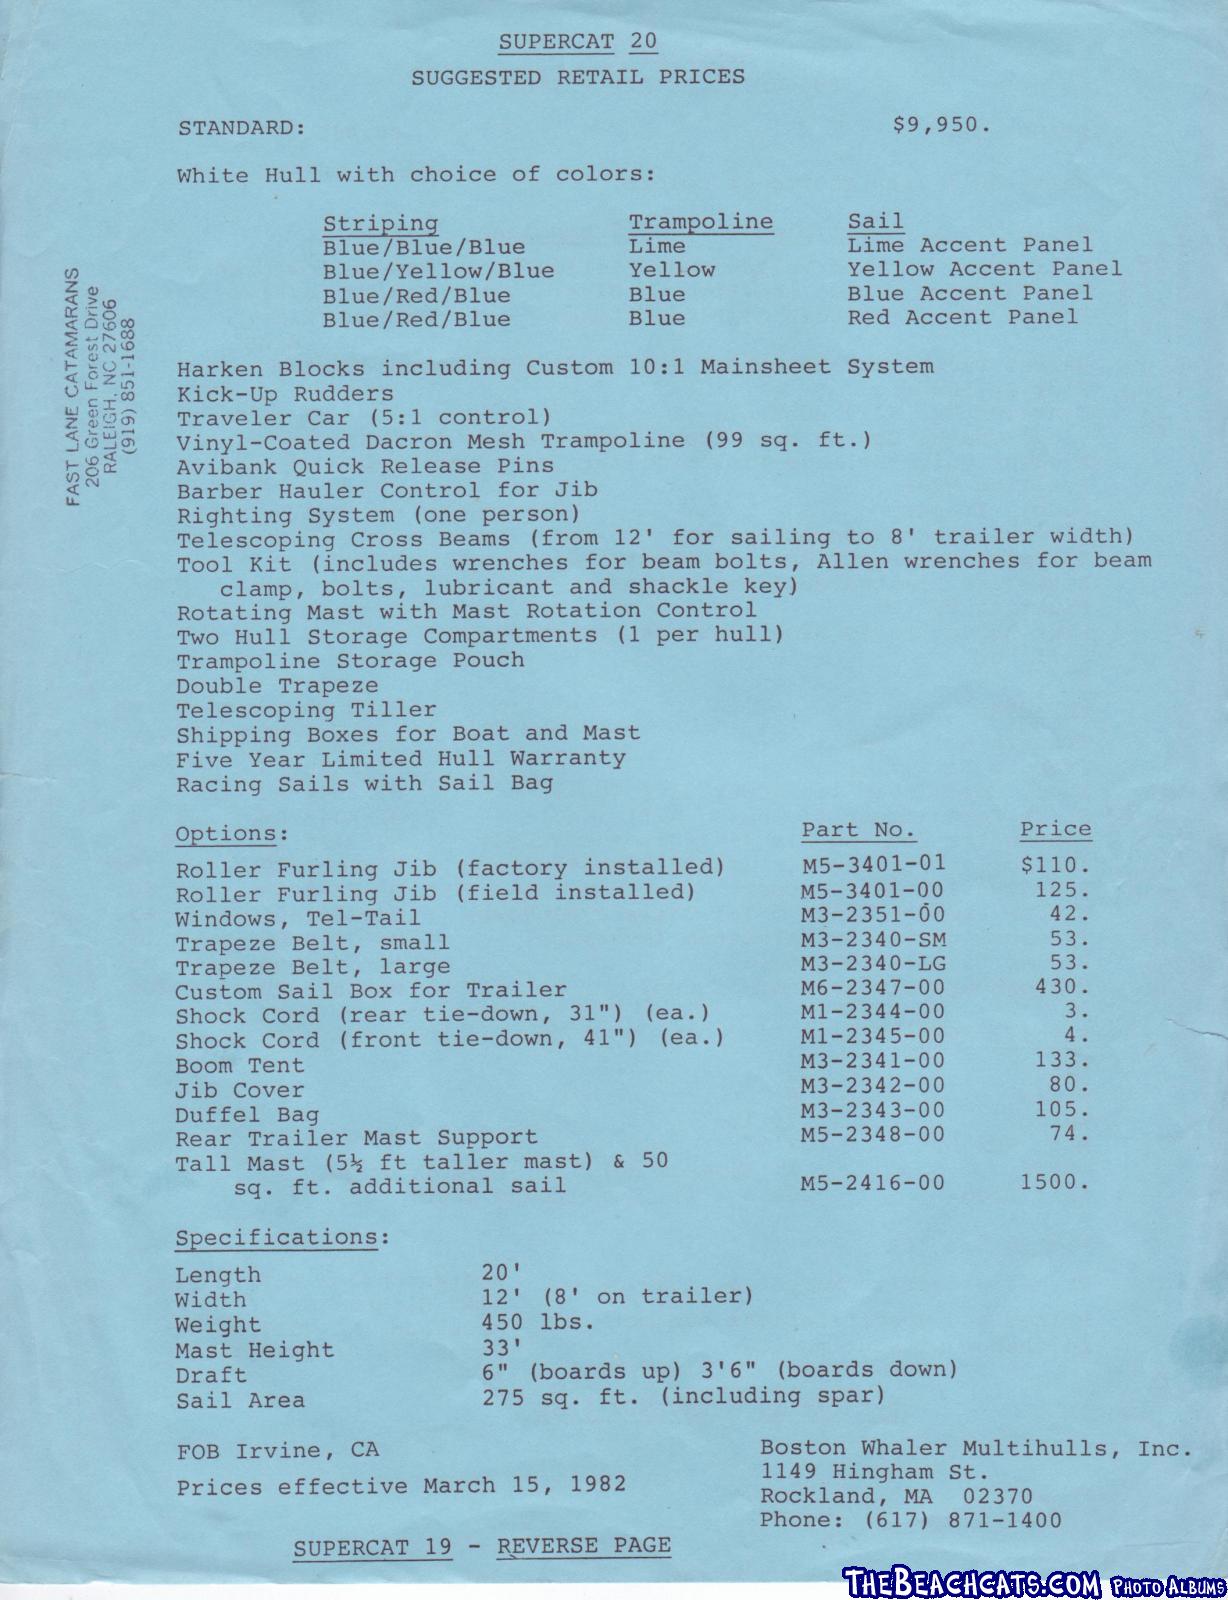 SUPERCAT 20
SUGGESTED RETAIL PRICES
STANDARD: $9,950.
White Hull with choice of colors:
Striping Trampoline Sail
Blue/Blue/Blue Lime Lime Accent Panel
Blue/Yellow/Blue Yellow Yellow Accent Panel
Blue/Red/Blue Blue Blue Accent Panel
Blue/Red/Blue Blue Red Accent Panel
FAST LANE CATAMARANS
206 Green Forest Drive
RALEIGH, NC 27606
(919) 851-1688
Harken Blocks including Custom 10:1 Mainsheet System
Kick-Up Rudders
Traveler Car (5:1 control)
Vinyl-Coated Dacron Mesh Trampoline (99 sq. ft.)
Avibank Quick Release Pins
Barber Hauler Control for Jib
Righting System (one person)
Telescoping Cross Beams (from 12' for sailing to 8' trailer width)
Tool Kit (includes wrenches for beam bolts, Allen wrenches for beam
clamp, bolts, lubricant and shackle key)
Rotating Mast with Mast Rotation Control
Two Hull Storage Compartments (1 per hull)
Trampoline Storage Pouch
Double Trapeze
Telescoping Tiller
Shipping Boxes for Boat and Mast
Five Year Limited Hull Warranty
Racing Sails with Sail Bag
Options: Part No. Price
Roller Furling Jib (factory installed) M5-3401-01 $110.
Roller Furling Jib (field installed) M5-3401-00 125.
Windows, Tel-Tail M3-2351-00 42.
Trapeze Belt, small M3-2340-SM 53.
Trapeze Belt, large M3-2340-LG 53.
Custom Sail Box for Trailer M6-2347-00 430.
Shock Cord (rear tie-down, 31") (ea.) M1-2344-00 3.
Shock Cord (front tie-down, 41") (ea.) M1-2345-00 4.
Boom Tent M3-2341-00 133.
Jib Cover M3-2342-00 80.
Duffel Bag M3-2343-00 105.
Rear Trailer Mast Support M5-2348-00 74.
Tall Mast (5½ ft taller mast) & 50
sq. ft. additional sail M5-2416-00 1500.
Specifications:
Length 20'
Width 12' (8' on trailer)
Weight 450 lbs.
Mast Height 33'
Draft 6" (boards up) 3'6" (boards down)
Sail Area 275 sq. ft. (including spar)
FOB Irvine, CA
Prices effective March 15, 1982
Boston Whaler Multihulls, Inc.
1149 Hingham St.
Rockland, MA 02370
Phone: (617) 871-1400
SUPERCAT 19 - REVERSE PAGE
THEBEACHCATS.COM PHOTO ALBUMS